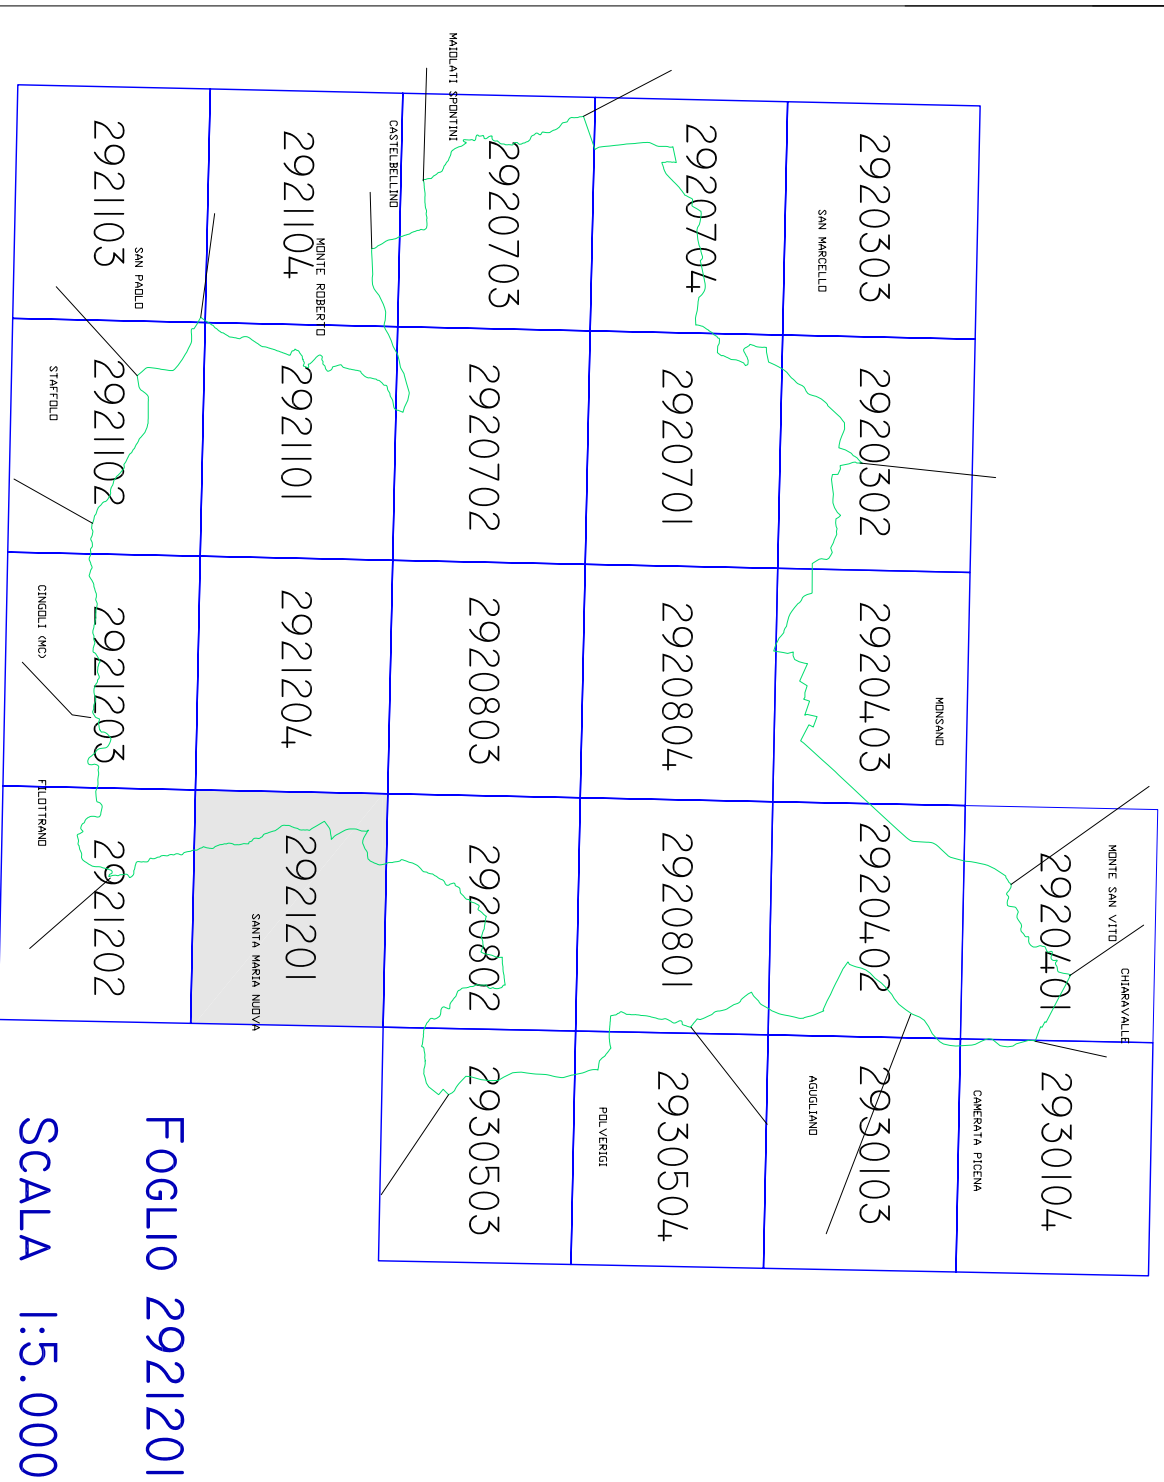 CHIARAVALLE
MONTE SAN VITO
2920401
2930104
CAMERATA PICENA
MONSANO
2920303
2920302
2920403
2920402
2930103
SAN MARCELLO
AGUGLIANO
2920704
2920701
2920804
2920801
2930504
POLVERIGI
2920703
2920702
2920803
2920802
2930503
MAIOLATI SPONTINI
CASTELBELLINO
MONTE ROBERTO
2921104
2921101
2921204
2921201
SANTA MARIA NUOVA
SAN PAOLO
2921103
2921102
2921203
2921202
STAFFOLO
CINGOLI (MC)
FILOTTRANO
FOGLIO 2921201
SCALA 1:5.000